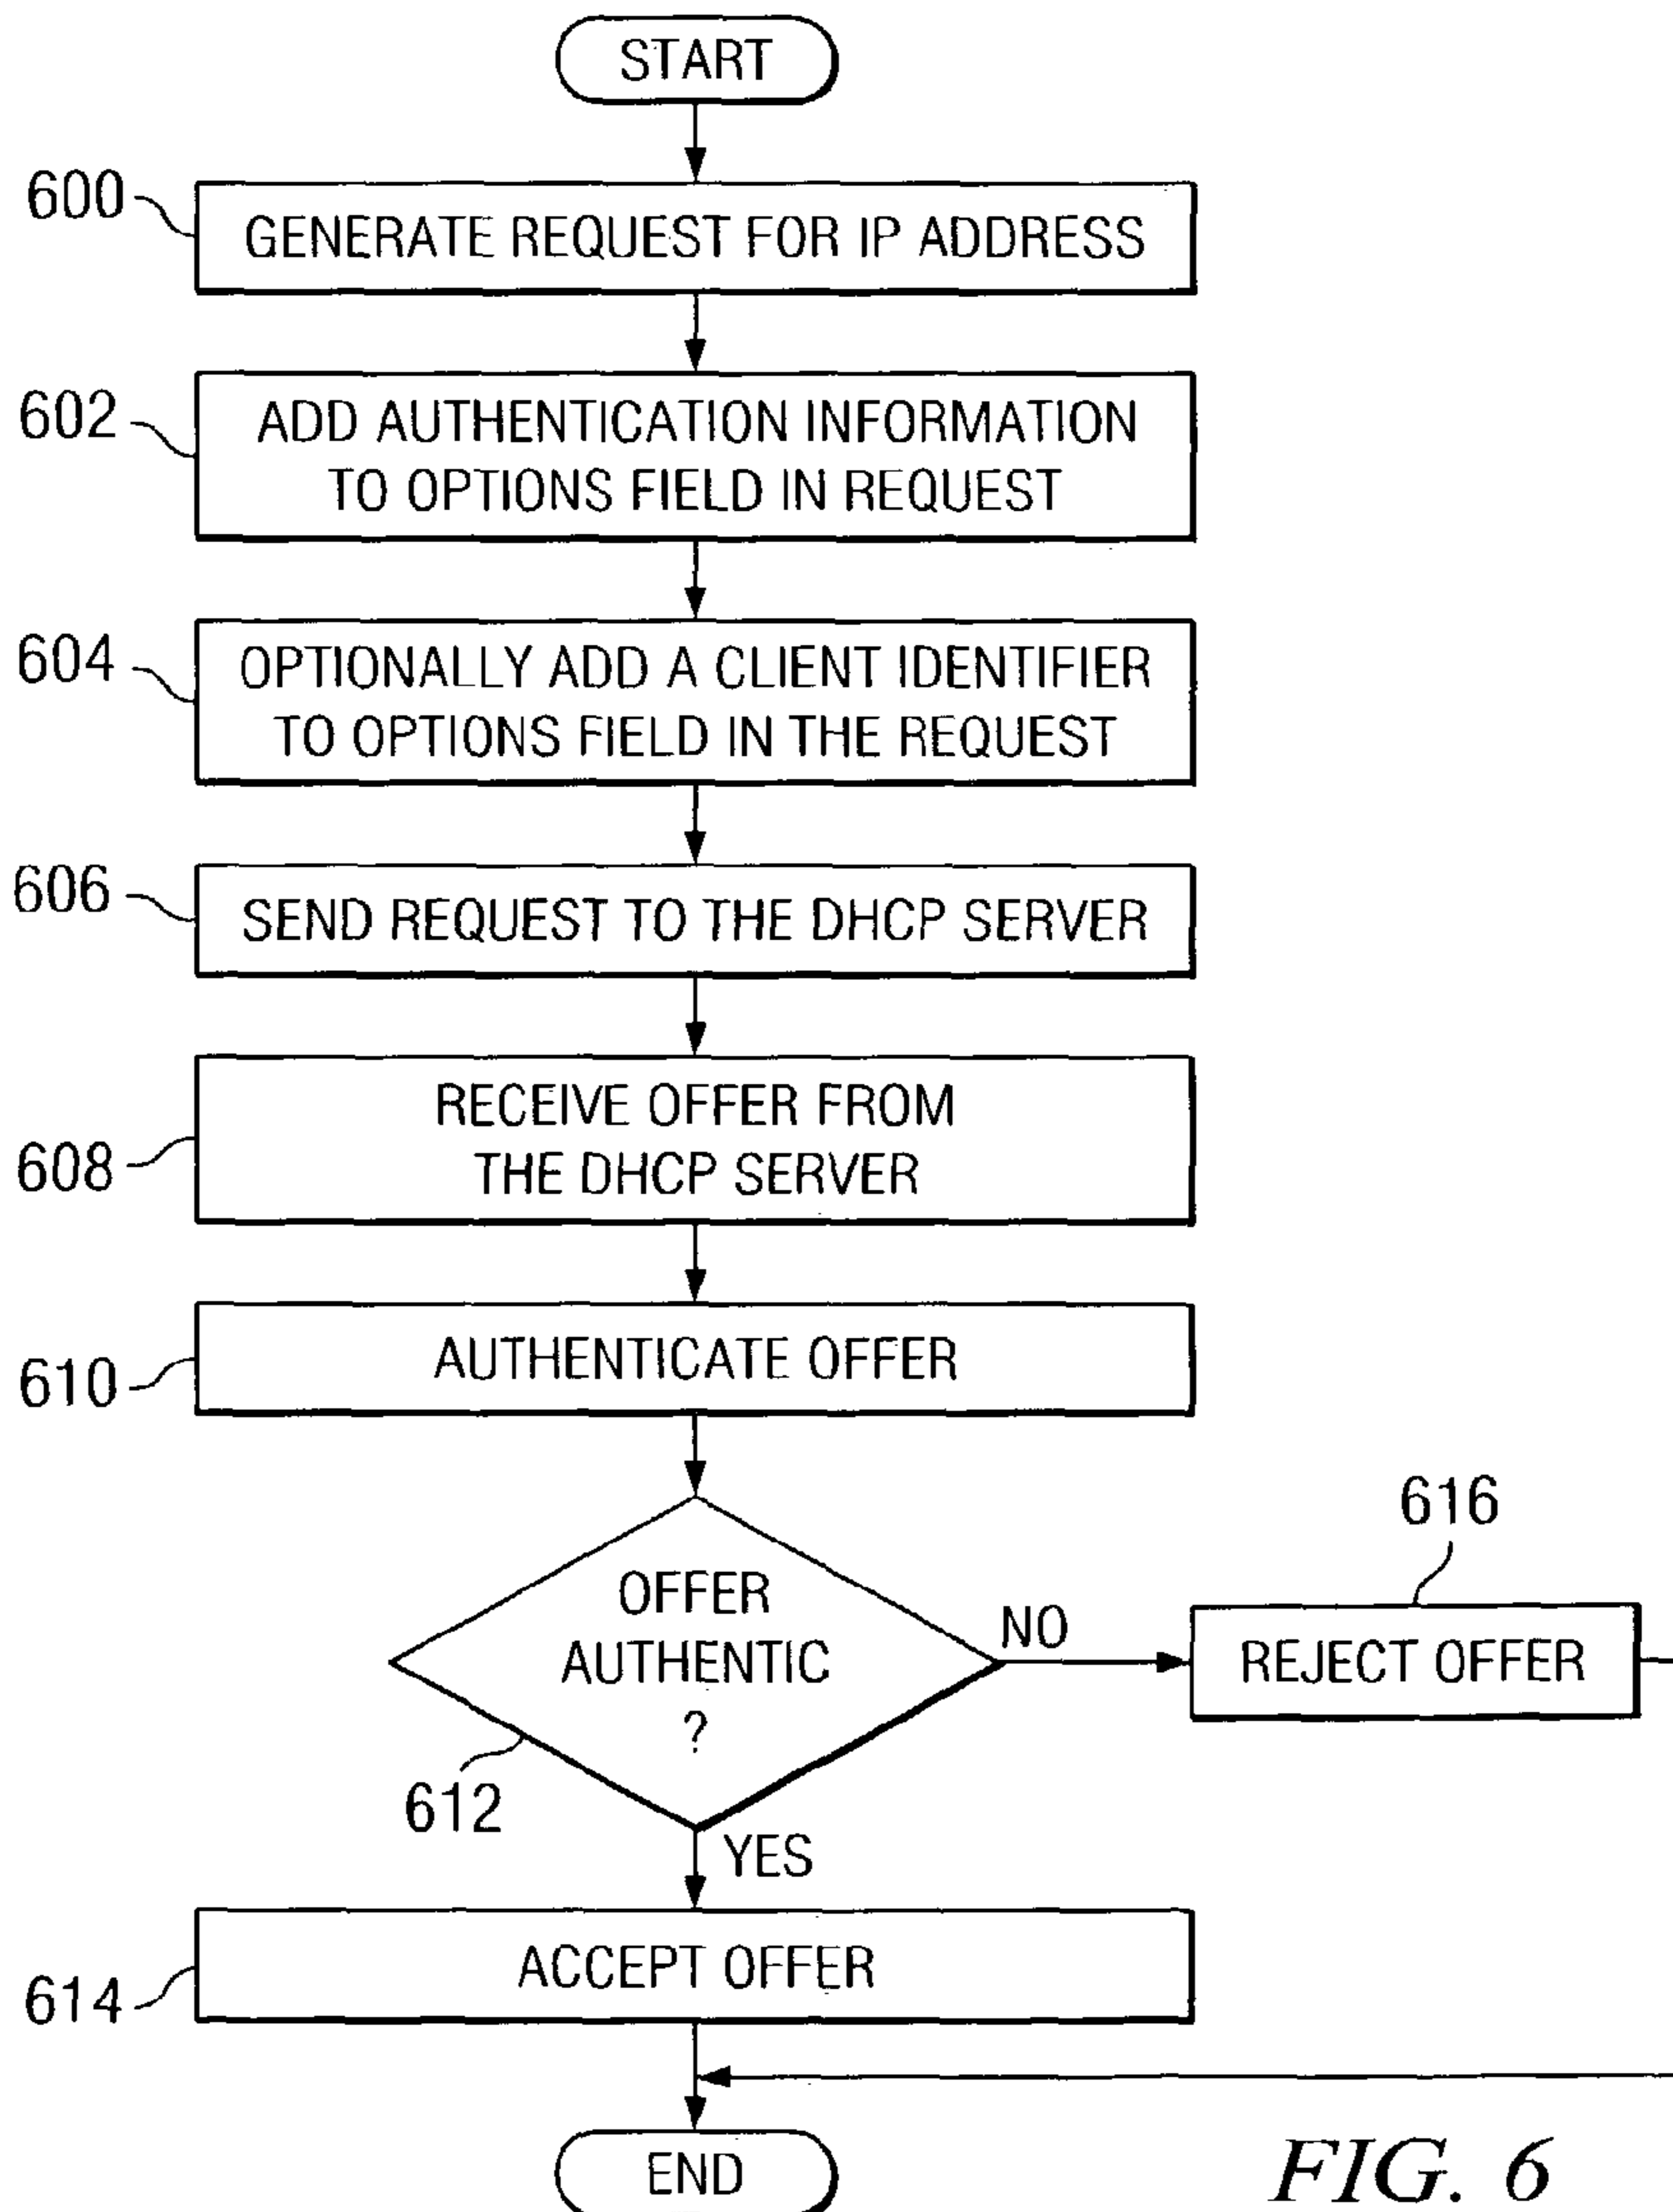 START
600
GENERATE REQUEST FOR IP ADDRESS
602
ADD AUTHENTICATION INFORMATION
TO OPTIONS FIELD IN REQUEST
604
OPTIONALLY ADD A CLIENT IDENTIFIER
TO OPTIONS FIELD IN THE REQUEST
606
SEND REQUEST TO THE DHCP SERVER
608
RECEIVE OFFER FROM
THE DHCP SERVER
610
AUTHENTICATE OFFER
612
OFFER
AUTHENTIC
?
NO
616
REJECT OFFER
YES
614
ACCEPT OFFER
END
FIG. 6